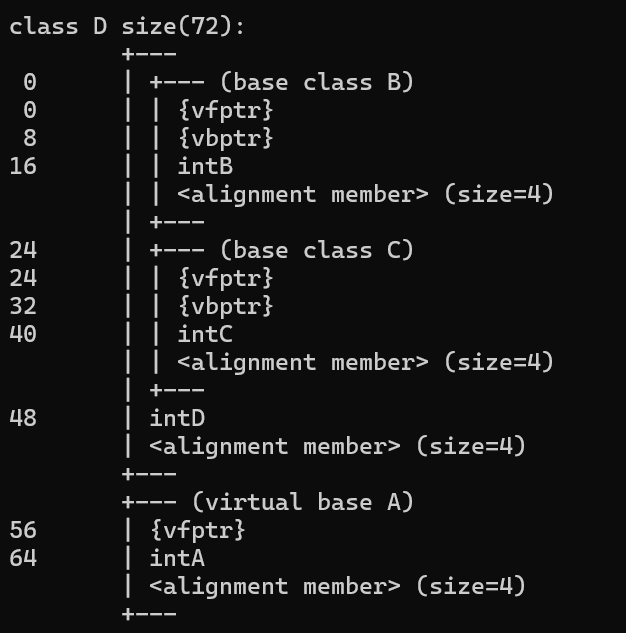 class D size(72):
        +---
 0      | +--- (base class B)
 0      | | {vfptr}
 8      | | {vbptr}
16      | | intB
        | | <alignment member> (size=4)
        | +---
24      | +--- (base class C)
24      | | {vfptr}
32      | | {vbptr}
40      | | intC
        | | <alignment member> (size=4)
        | +---
48      | intD
        | <alignment member> (size=4)
        +---
        +--- (virtual base A)
56      | {vfptr}
64      | intA
        | <alignment member> (size=4)
        +---